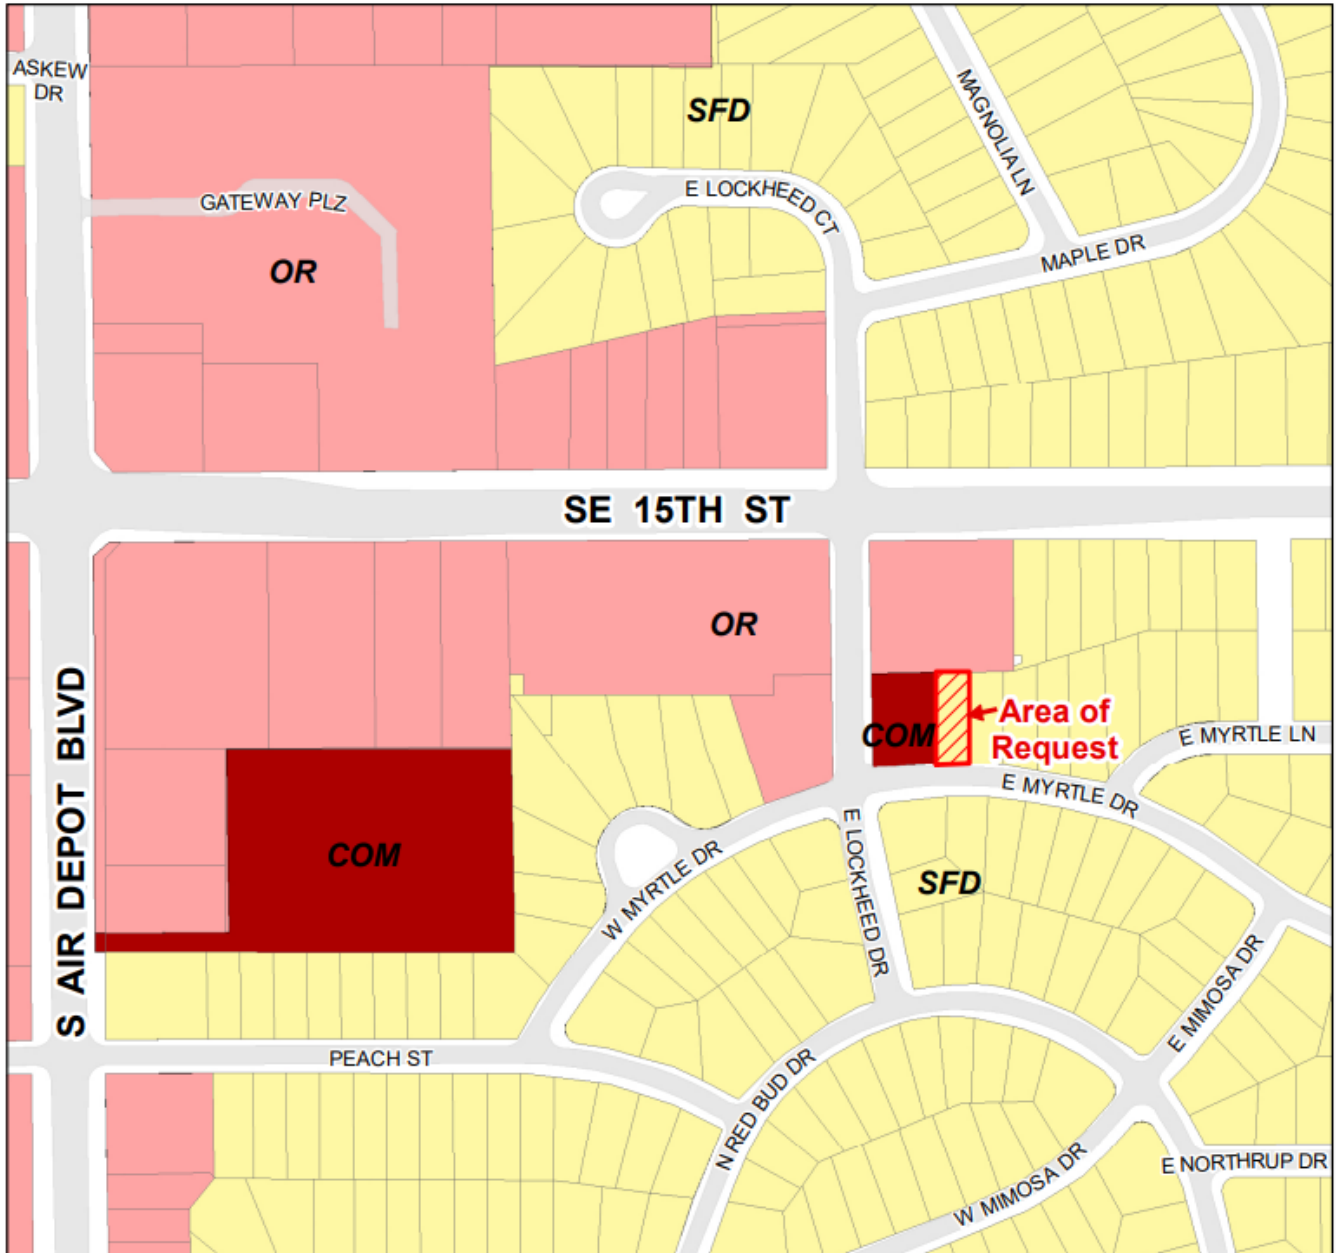 ASKEW
DR
SFD
MAGNOLIA LN
GATEWAY PLZ
E LOCKHEED CT
MAPLE DR
OR
SE 15TH ST
OR
S AIR DEPOT BLVD
COM
Area of
Request
E MYRTLE LN
E MYRTLE DR
COM
W MYRTLE DR
E LOCKHEED DR
SFD
E MIMOSA DR
PEACH ST
N RED BUD DR
W MIMOSA DR
E NORTHRUP DR